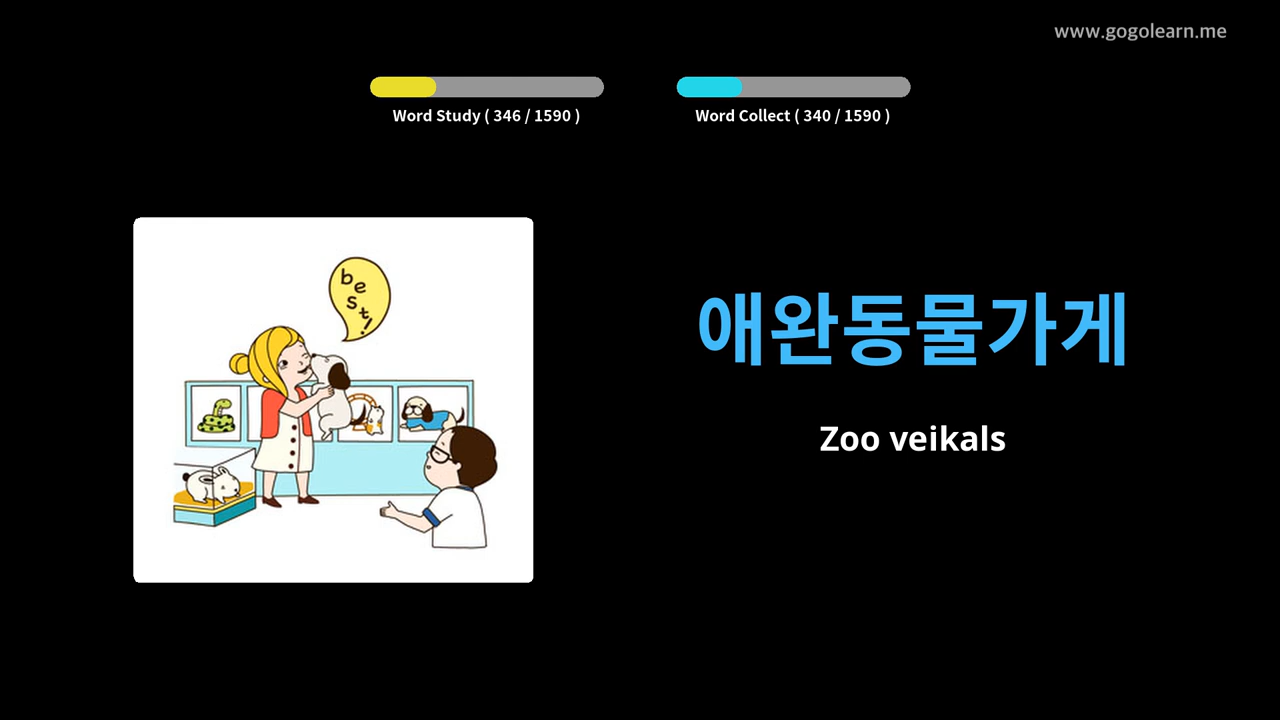 www.gogolearn.me
Word Study ( 346 / 1590 )
Word Collect ( 340 / 1590 )
best!
애완동물가게
Zoo veikals